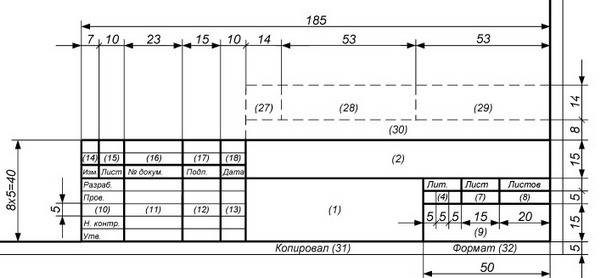 185
7 10 23 15 10 14 53 53
(27) (28) (29) 14
(30) 8
(14) (15) (16) (17) (18) (2) 15
Изм. Лист № докум. Подп. Дата
Разраб. Лит. Лист Листов
Пров. (4) (7) (8) 5
8x5=40 5 (10) (11) (12) (13) (1) 5 5 5 15 20 15
Н. контр. (9)
Утв.
Копировал (31) Формат (32) 5
50